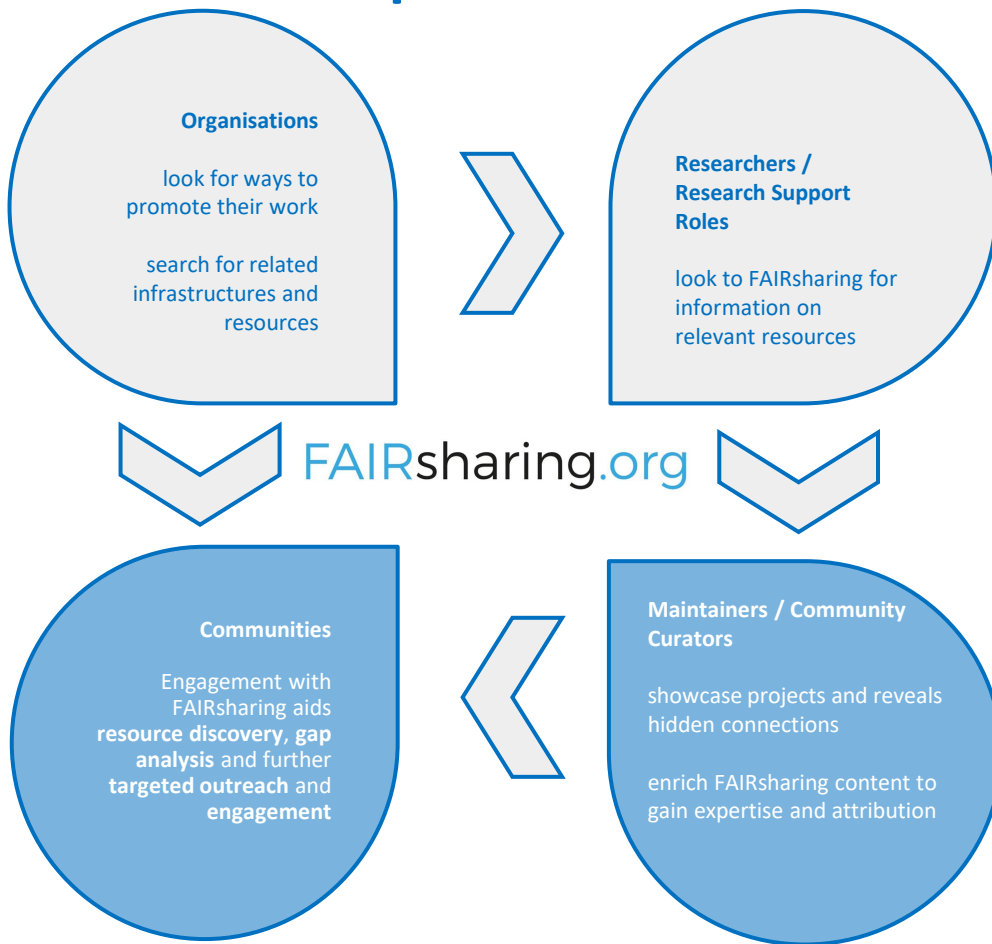 Organisations
look for ways to
promote their work
search for related
infrastructures and
resources
Researchers /
Research Support
Roles
look to FAIRsharing for
information on
relevant resources
FAIRsharing.org
Communities
Engagement with
FAIRsharing aids
resource discovery, gap
analysis and further
targeted outreach and
engagement
Maintainers / Community
Curators
showcase projects and reveals
hidden connections
enrich FAIRsharing content to
gain expertise and attribution